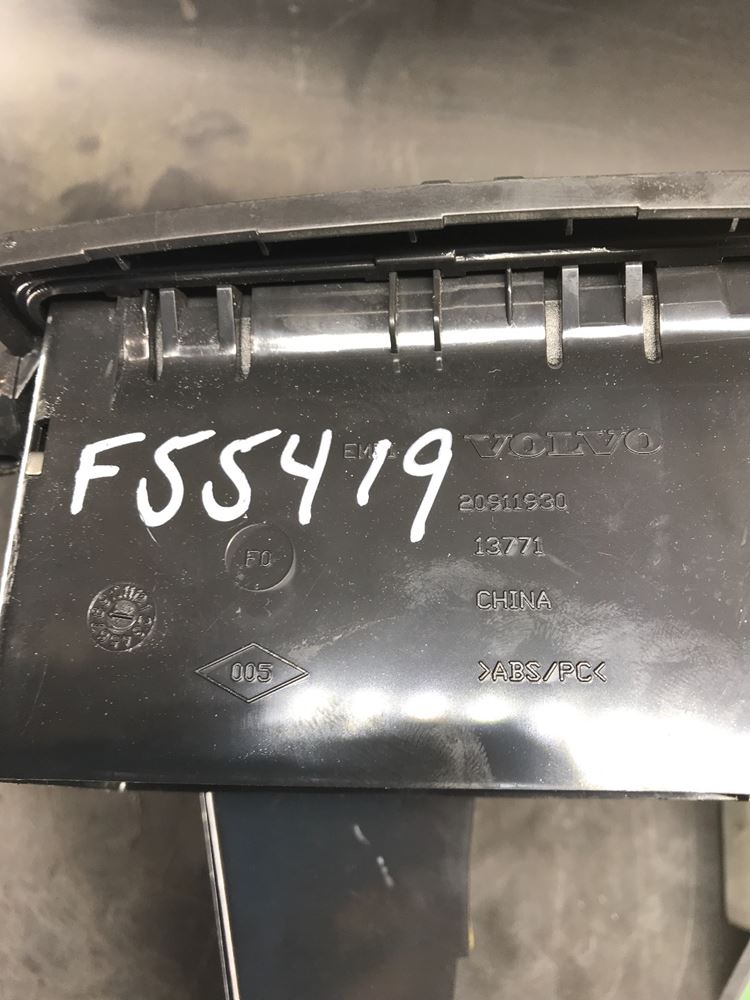 F55419
VOLVO
20911930
13771
F0
CHINA
005
>ABS/PC<